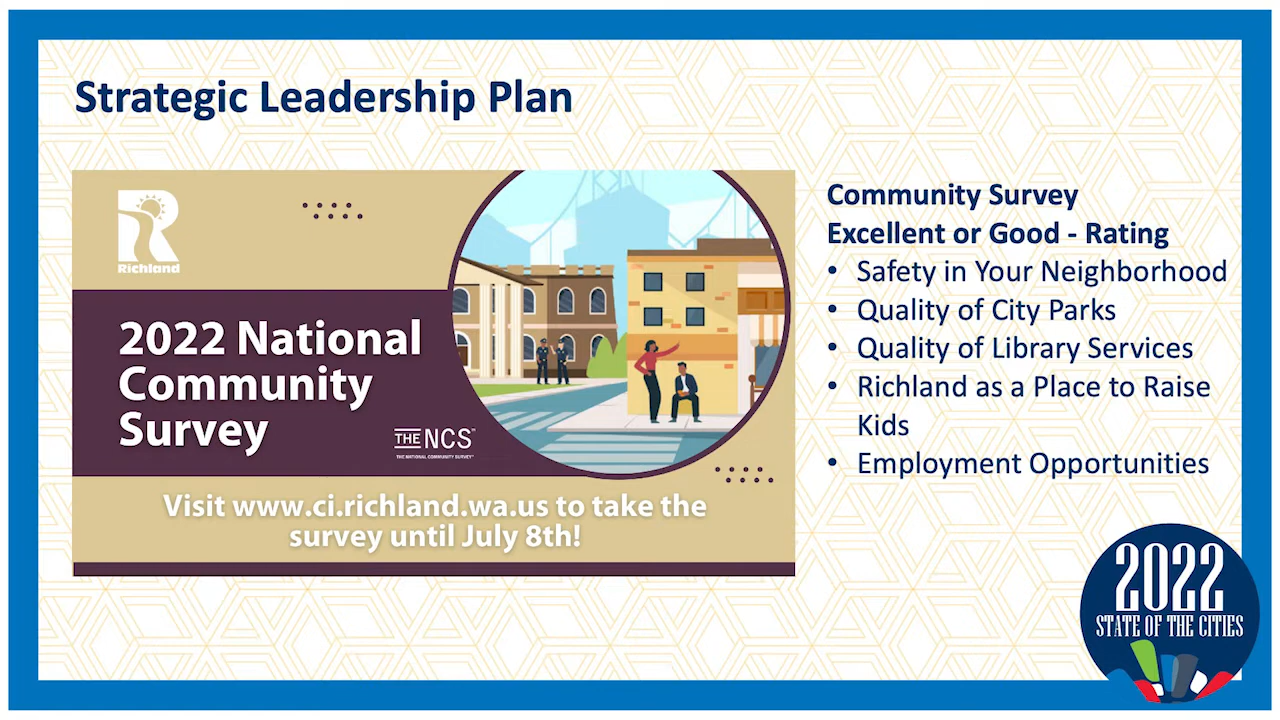 Strategic Leadership Plan
Richland
2022 National
Community
Survey
THE NCS™
THE NATIONAL COMMUNITY SURVEY™
Visit www.ci.richland.wa.us to take the
survey until July 8th!
Community Survey
Excellent or Good - Rating
• Safety in Your Neighborhood
• Quality of City Parks
• Quality of Library Services
• Richland as a Place to Raise
Kids
• Employment Opportunities
2022
STATE OF THE CITIES